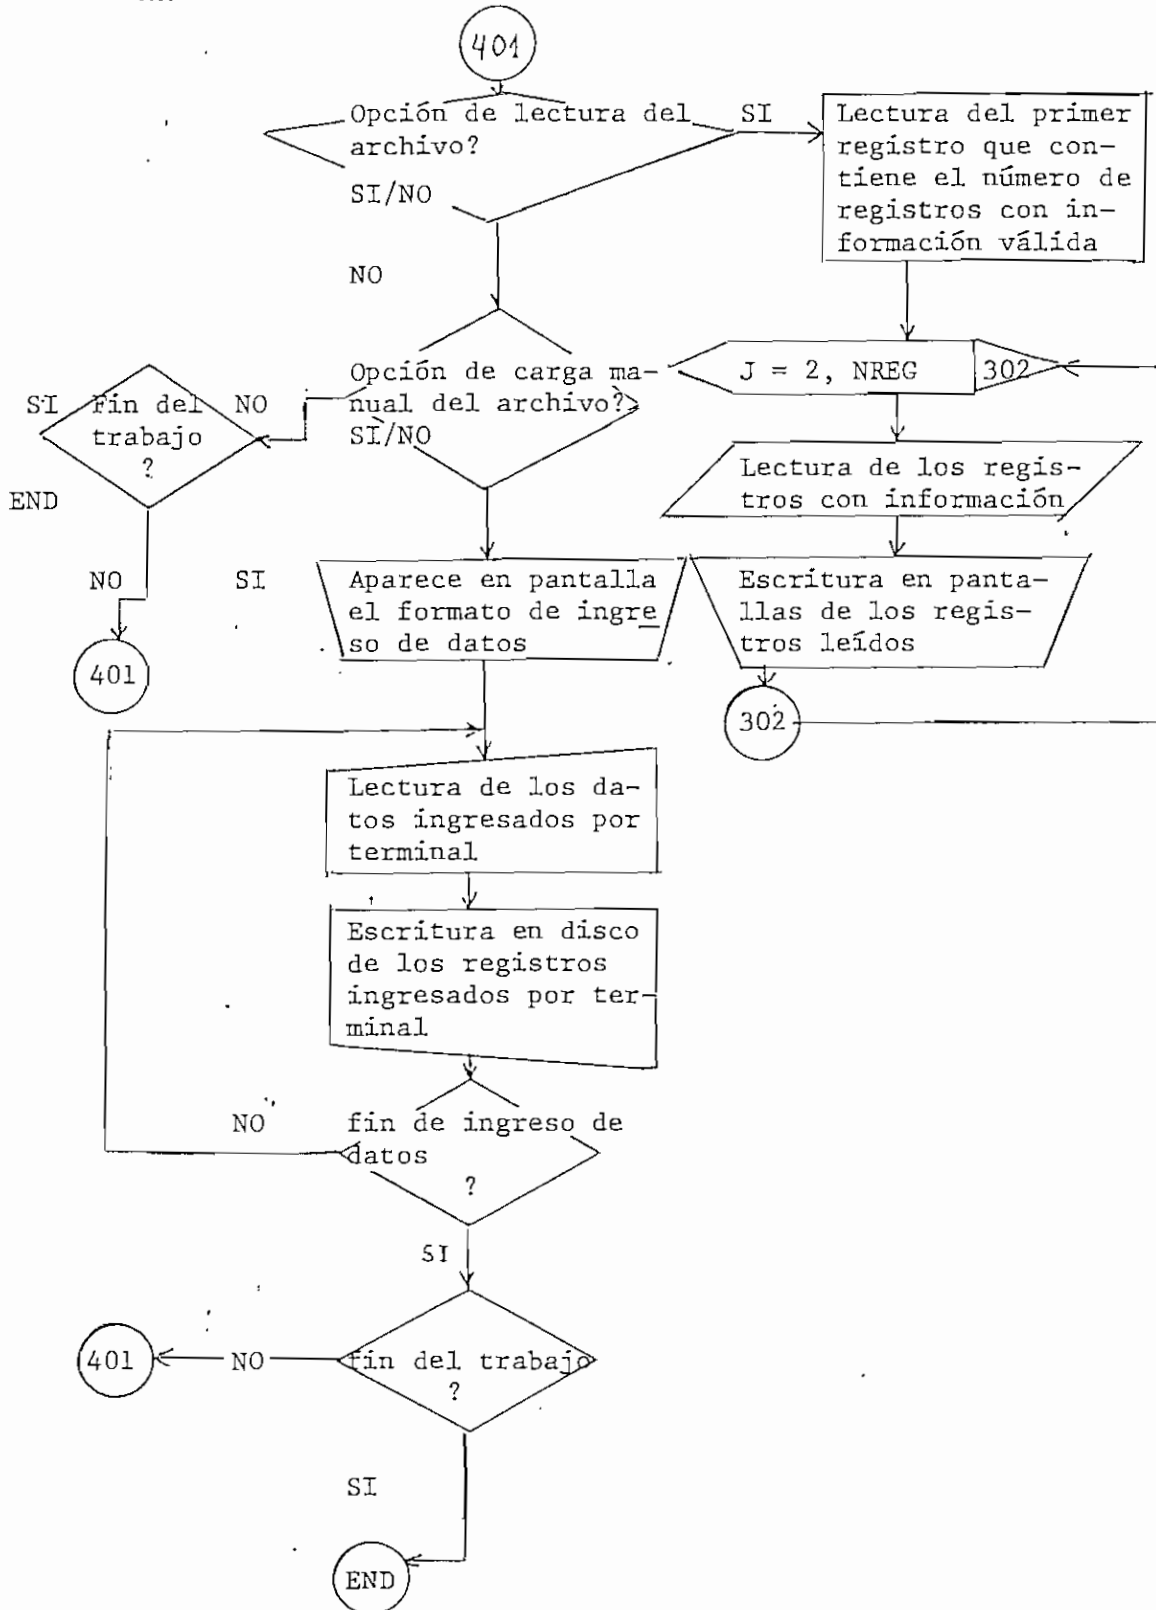 401
Opción de lectura del
archivo?
SI/NO
SI
Lectura del primer
registro que con-
tiene el número de
registros con in-
formación válida
NO
Opción de carga ma-
nual del archivo?
SI/NO
J = 2, NREG
302
SI
Fin del
trabajo
?
NO
END
NO
401
Lectura de los regis-
tros con información
SI
Aparece en pantalla
el formato de ingre
so de datos
Escritura en panta-
llas de los regis-
tros leídos
302
Lectura de los da-
tos ingresados por
terminal
Escritura en disco
de los registros
ingresados por ter-
minal
NO
fin de ingreso de
datos
?
SI
401
NO
fin del trabajo
?
SI
END